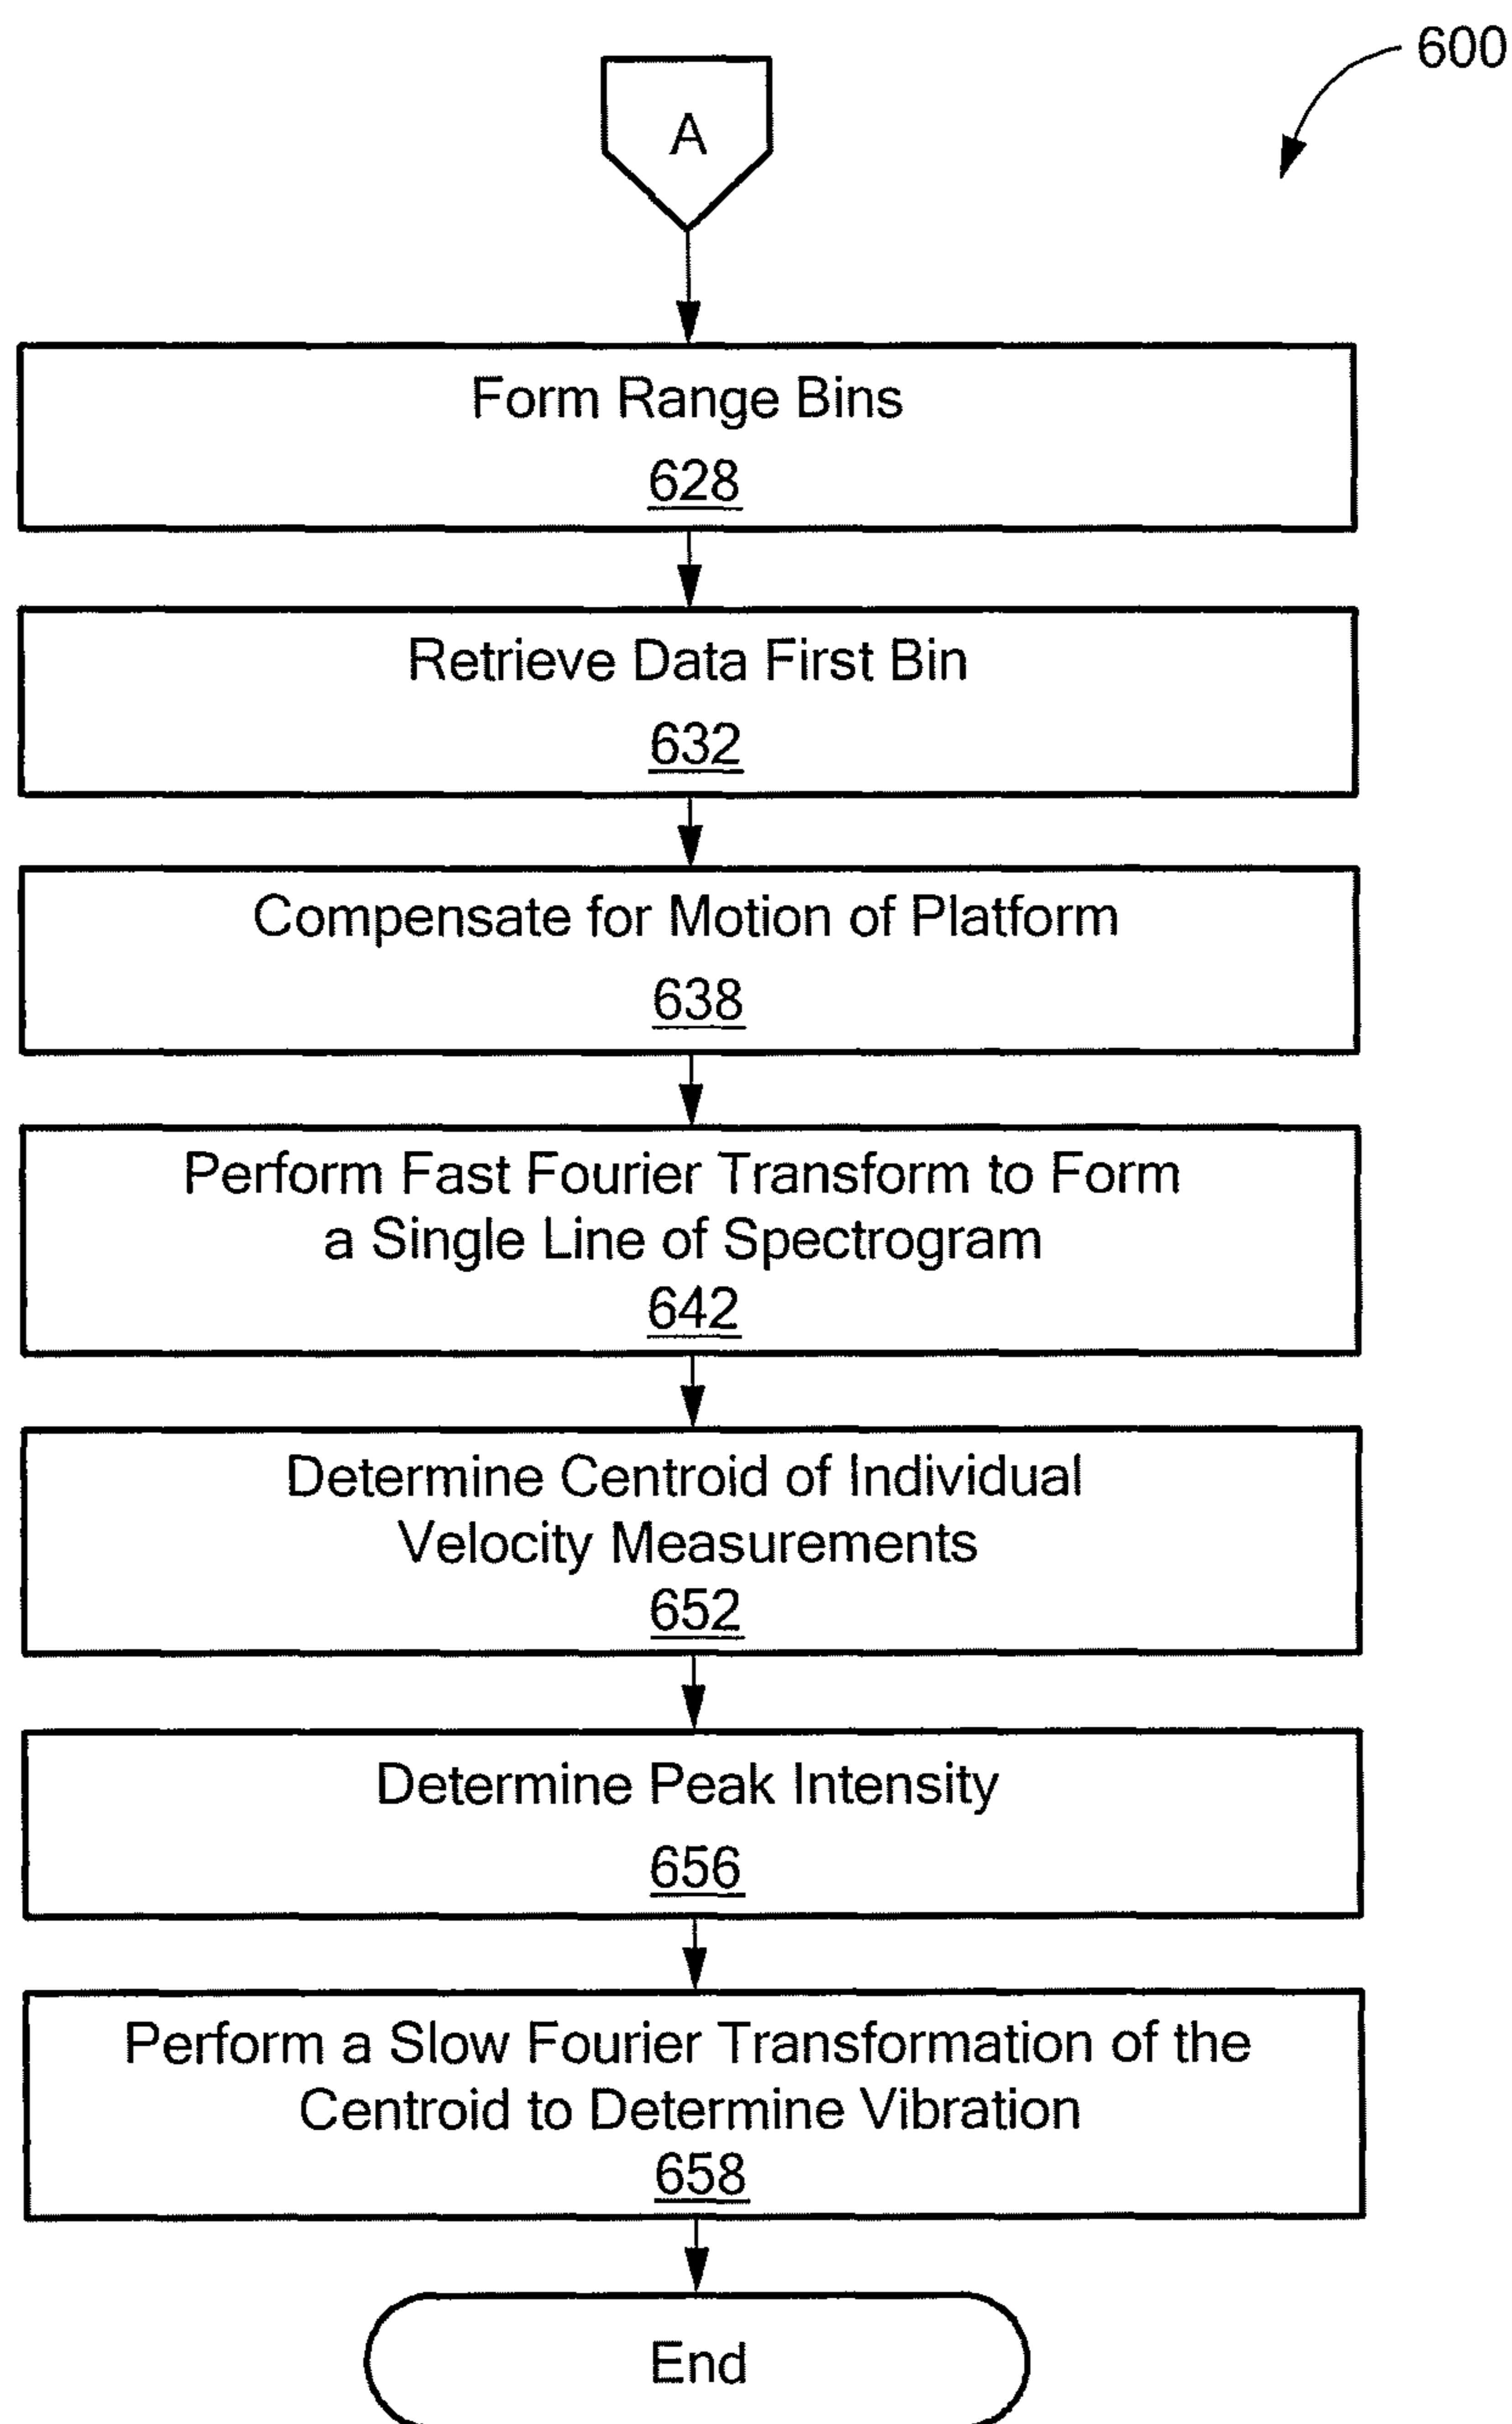 600
A
Form Range Bins
628
Retrieve Data First Bin
632
Compensate for Motion of Platform
638
Perform Fast Fourier Transform to Form
a Single Line of Spectrogram
642
Determine Centroid of Individual
Velocity Measurements
652
Determine Peak Intensity
656
Perform a Slow Fourier Transformation of the
Centroid to Determine Vibration
658
End